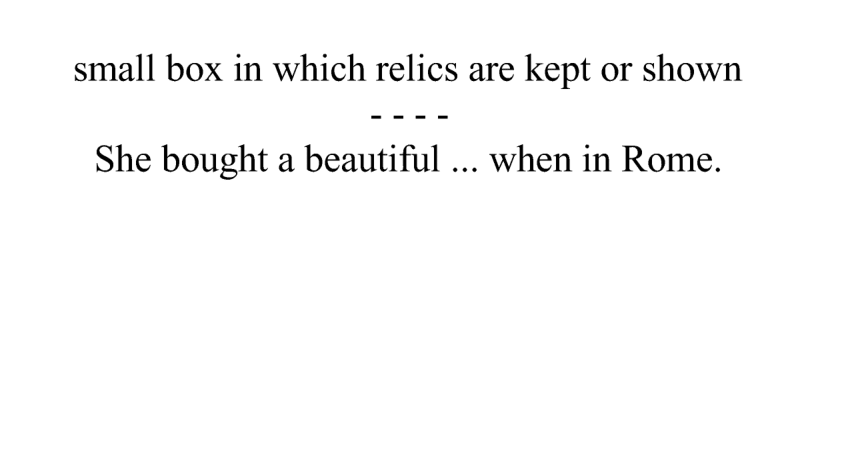 small box in which relics are kept or shown
- - - -
She bought a beautiful ... when in Rome.